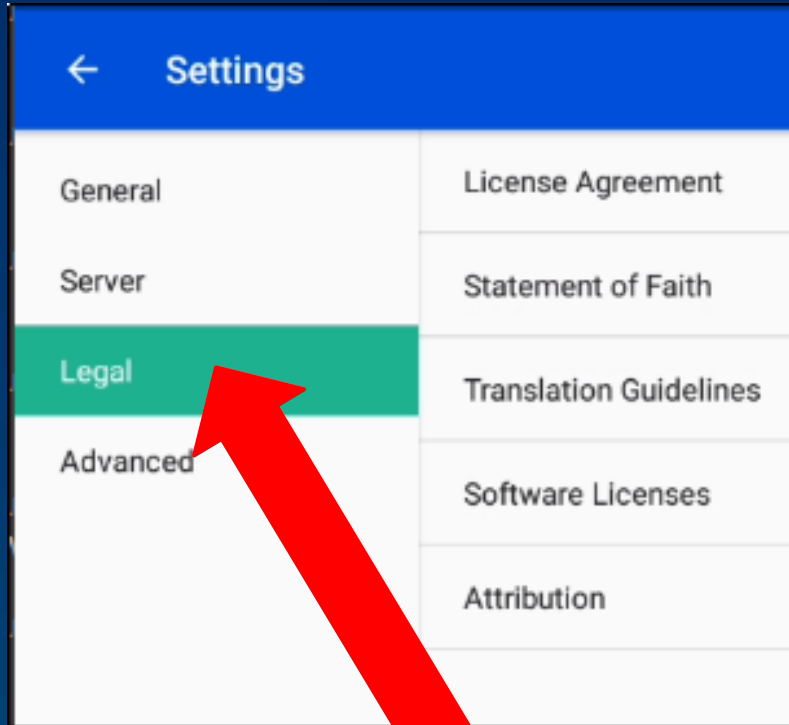 Settings
General
Server
Legal
Advanced
License Agreement
Statement of Faith
Translation Guidelines
Software Licenses
Attribution